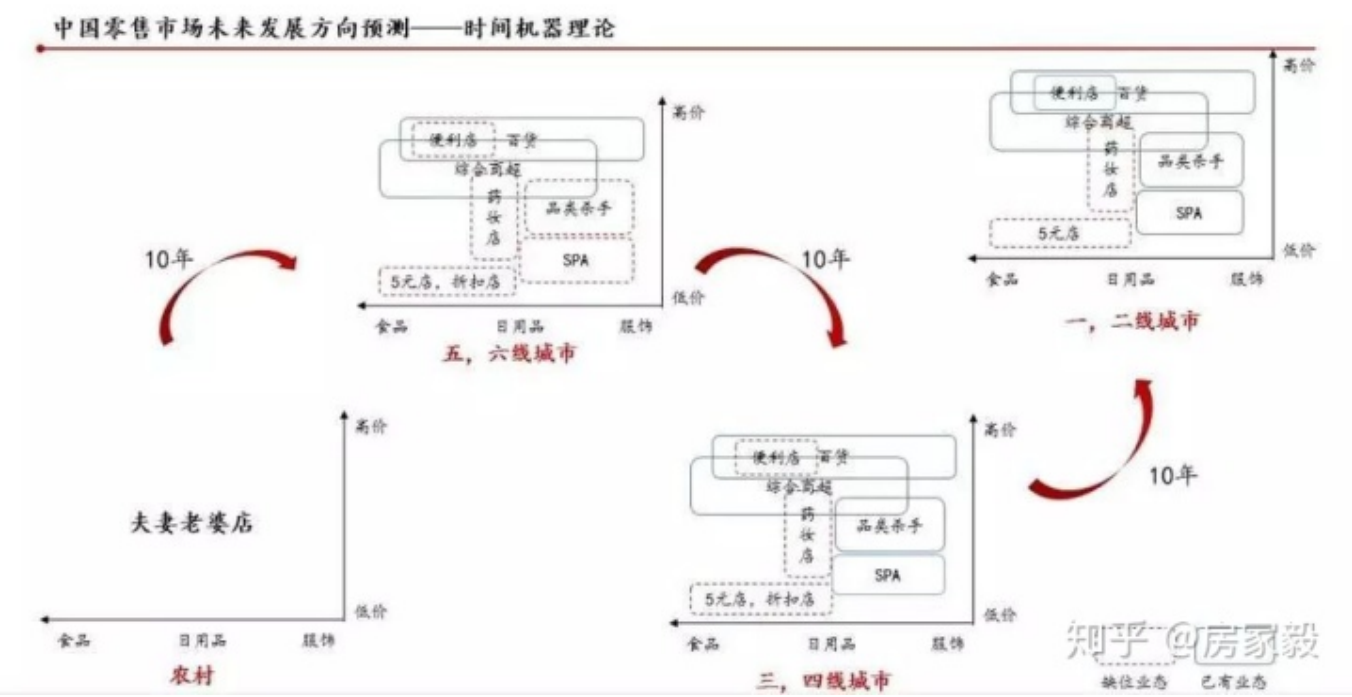 中国零售市场未来发展方向预测——时间机器理论
高价
便利店 百货
综合商超
药妆店
品类杀手
SPA
5元店，折扣店
低价
食品 日用品 服饰
五，六线城市
10年
高价
便利店 百货
综合商超
药妆店
品类杀手
SPA
5元店
低价
食品 日用品 服饰
一，二线城市
10年
高价
夫妻老婆店
低价
食品 日用品 服饰
农村
高价
便利店 百货
综合商超
药妆店
品类杀手
SPA
5元店，折扣店
低价
食品 日用品 服饰
三，四线城市
10年
缺位业态 已有业态
知乎 @房家毅